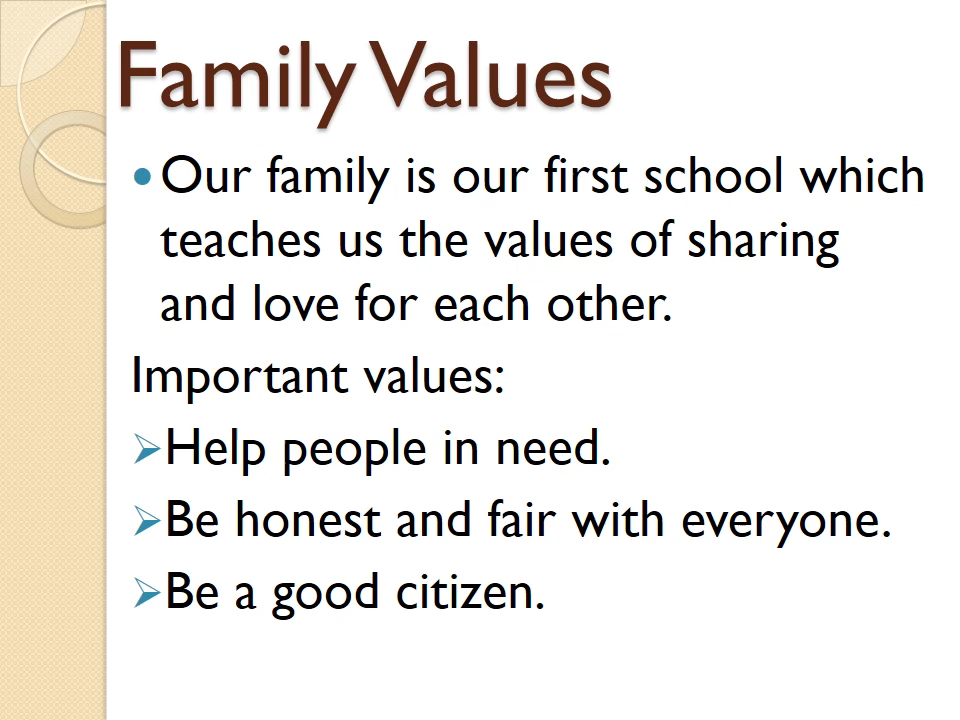 Family Values
• Our family is our first school which
teaches us the values of sharing
and love for each other.
Important values:
➢ Help people in need.
➢ Be honest and fair with everyone.
➢ Be a good citizen.